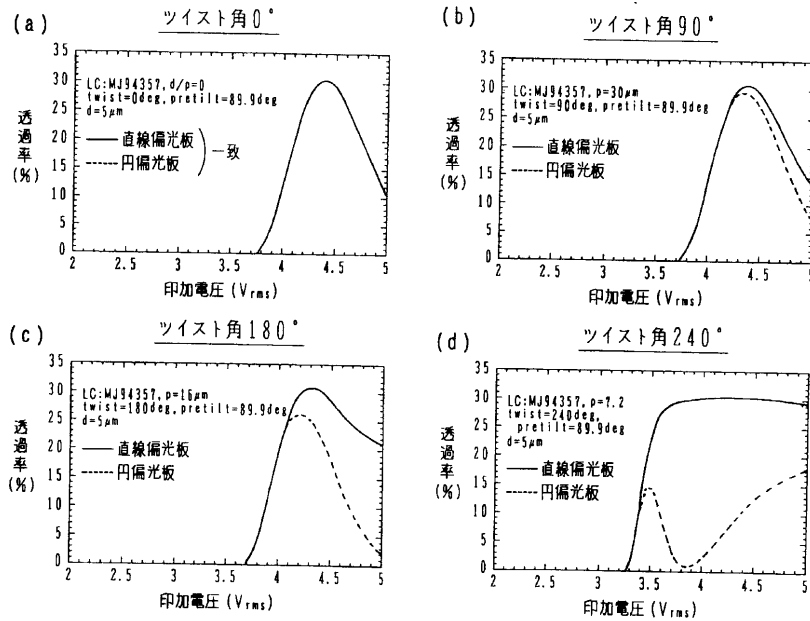 (a)
ツイスト角0°
35
30
25
20
15
10
5
0
透過率(%)
LC:MJ94357, d/p=0
twist=0deg, pretilt=89.9deg
d=5μm
直線偏光板
円偏光板
一致
2 2.5 3 3.5 4 4.5 5
印加電圧(Vrms)
(b)
ツイスト角90°
35
30
25
20
15
10
5
0
透過率(%)
LC:MJ94357, p=30μm
twist=90deg, pretilt=89.9deg
d=5μm
直線偏光板
円偏光板
2 2.5 3 3.5 4 4.5 5
印加電圧(Vrms)
(c)
ツイスト角180°
35
30
25
20
15
10
5
0
透過率(%)
LC:MJ94357, p=16μm
twist=180deg, pretilt=89.9deg
d=5μm
直線偏光板
円偏光板
2 2.5 3 3.5 4 4.5 5
印加電圧(Vrms)
(d)
ツイスト角240°
35
30
25
20
15
10
5
0
透過率(%)
LC:MJ94357, p=7.2
twist=240deg,
pretilt=89.9deg
d=5μm
直線偏光板
円偏光板
2 2.5 3 3.5 4 4.5 5
印加電圧(Vrms)